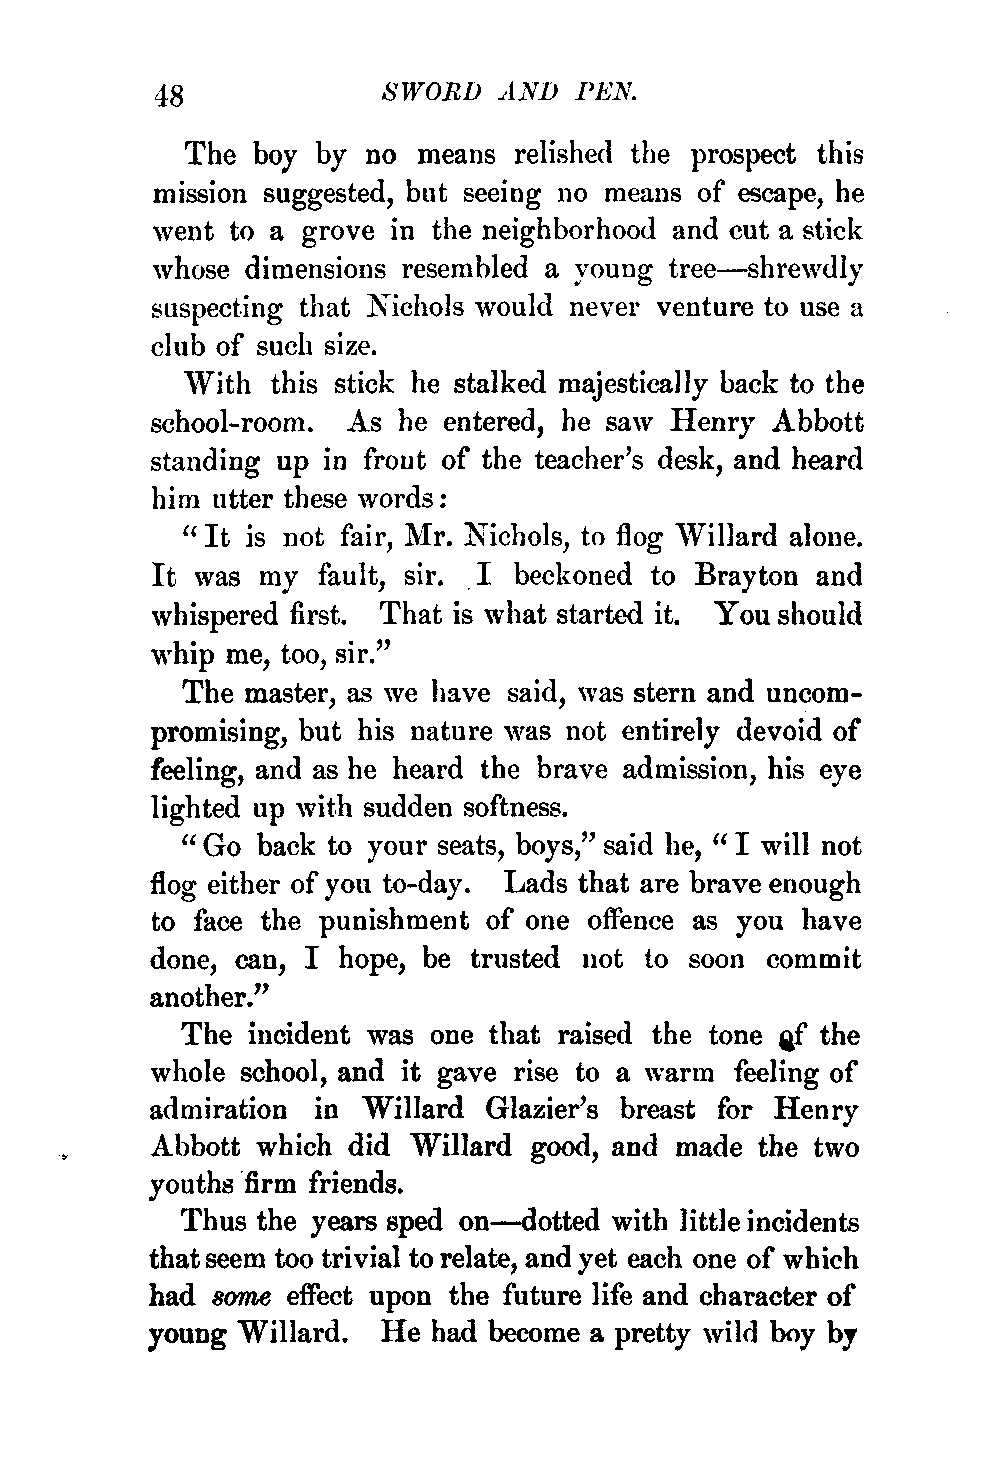 48 SWORD AND PEN.
The boy by no means relished the prospect this
mission suggested, but seeing no means of escape, he
went to a grove in the neighborhood and cut a stick
whose dimensions resembled a young tree—shrewdly
suspecting that Nichols would never venture to use a
club of such size.
With this stick he stalked majestically back to the
school-room. As he entered, he saw Henry Abbott
standing up in front of the teacher's desk, and heard
him utter these words:
"It is not fair, Mr. Nichols, to flog Willard alone.
It was my fault, sir. I beckoned to Brayton and
whispered first. That is what started it. You should
whip me, too, sir."
The master, as we have said, was stern and uncom-
promising, but his nature was not entirely devoid of
feeling, and as he heard the brave admission, his eye
lighted up with sudden softness.
"Go back to your seats, boys," said he, "I will not
flog either of you to-day. Lads that are brave enough
to face the punishment of one offence as you have
done, can, I hope, be trusted not to soon commit
another."
The incident was one that raised the tone of the
whole school, and it gave rise to a warm feeling of
admiration in Willard Glazier's breast for Henry
Abbott which did Willard good, and made the two
youths firm friends.
Thus the years sped on—dotted with little incidents
that seem too trivial to relate, and yet each one of which
had some effect upon the future life and character of
young Willard. He had become a pretty wild boy by